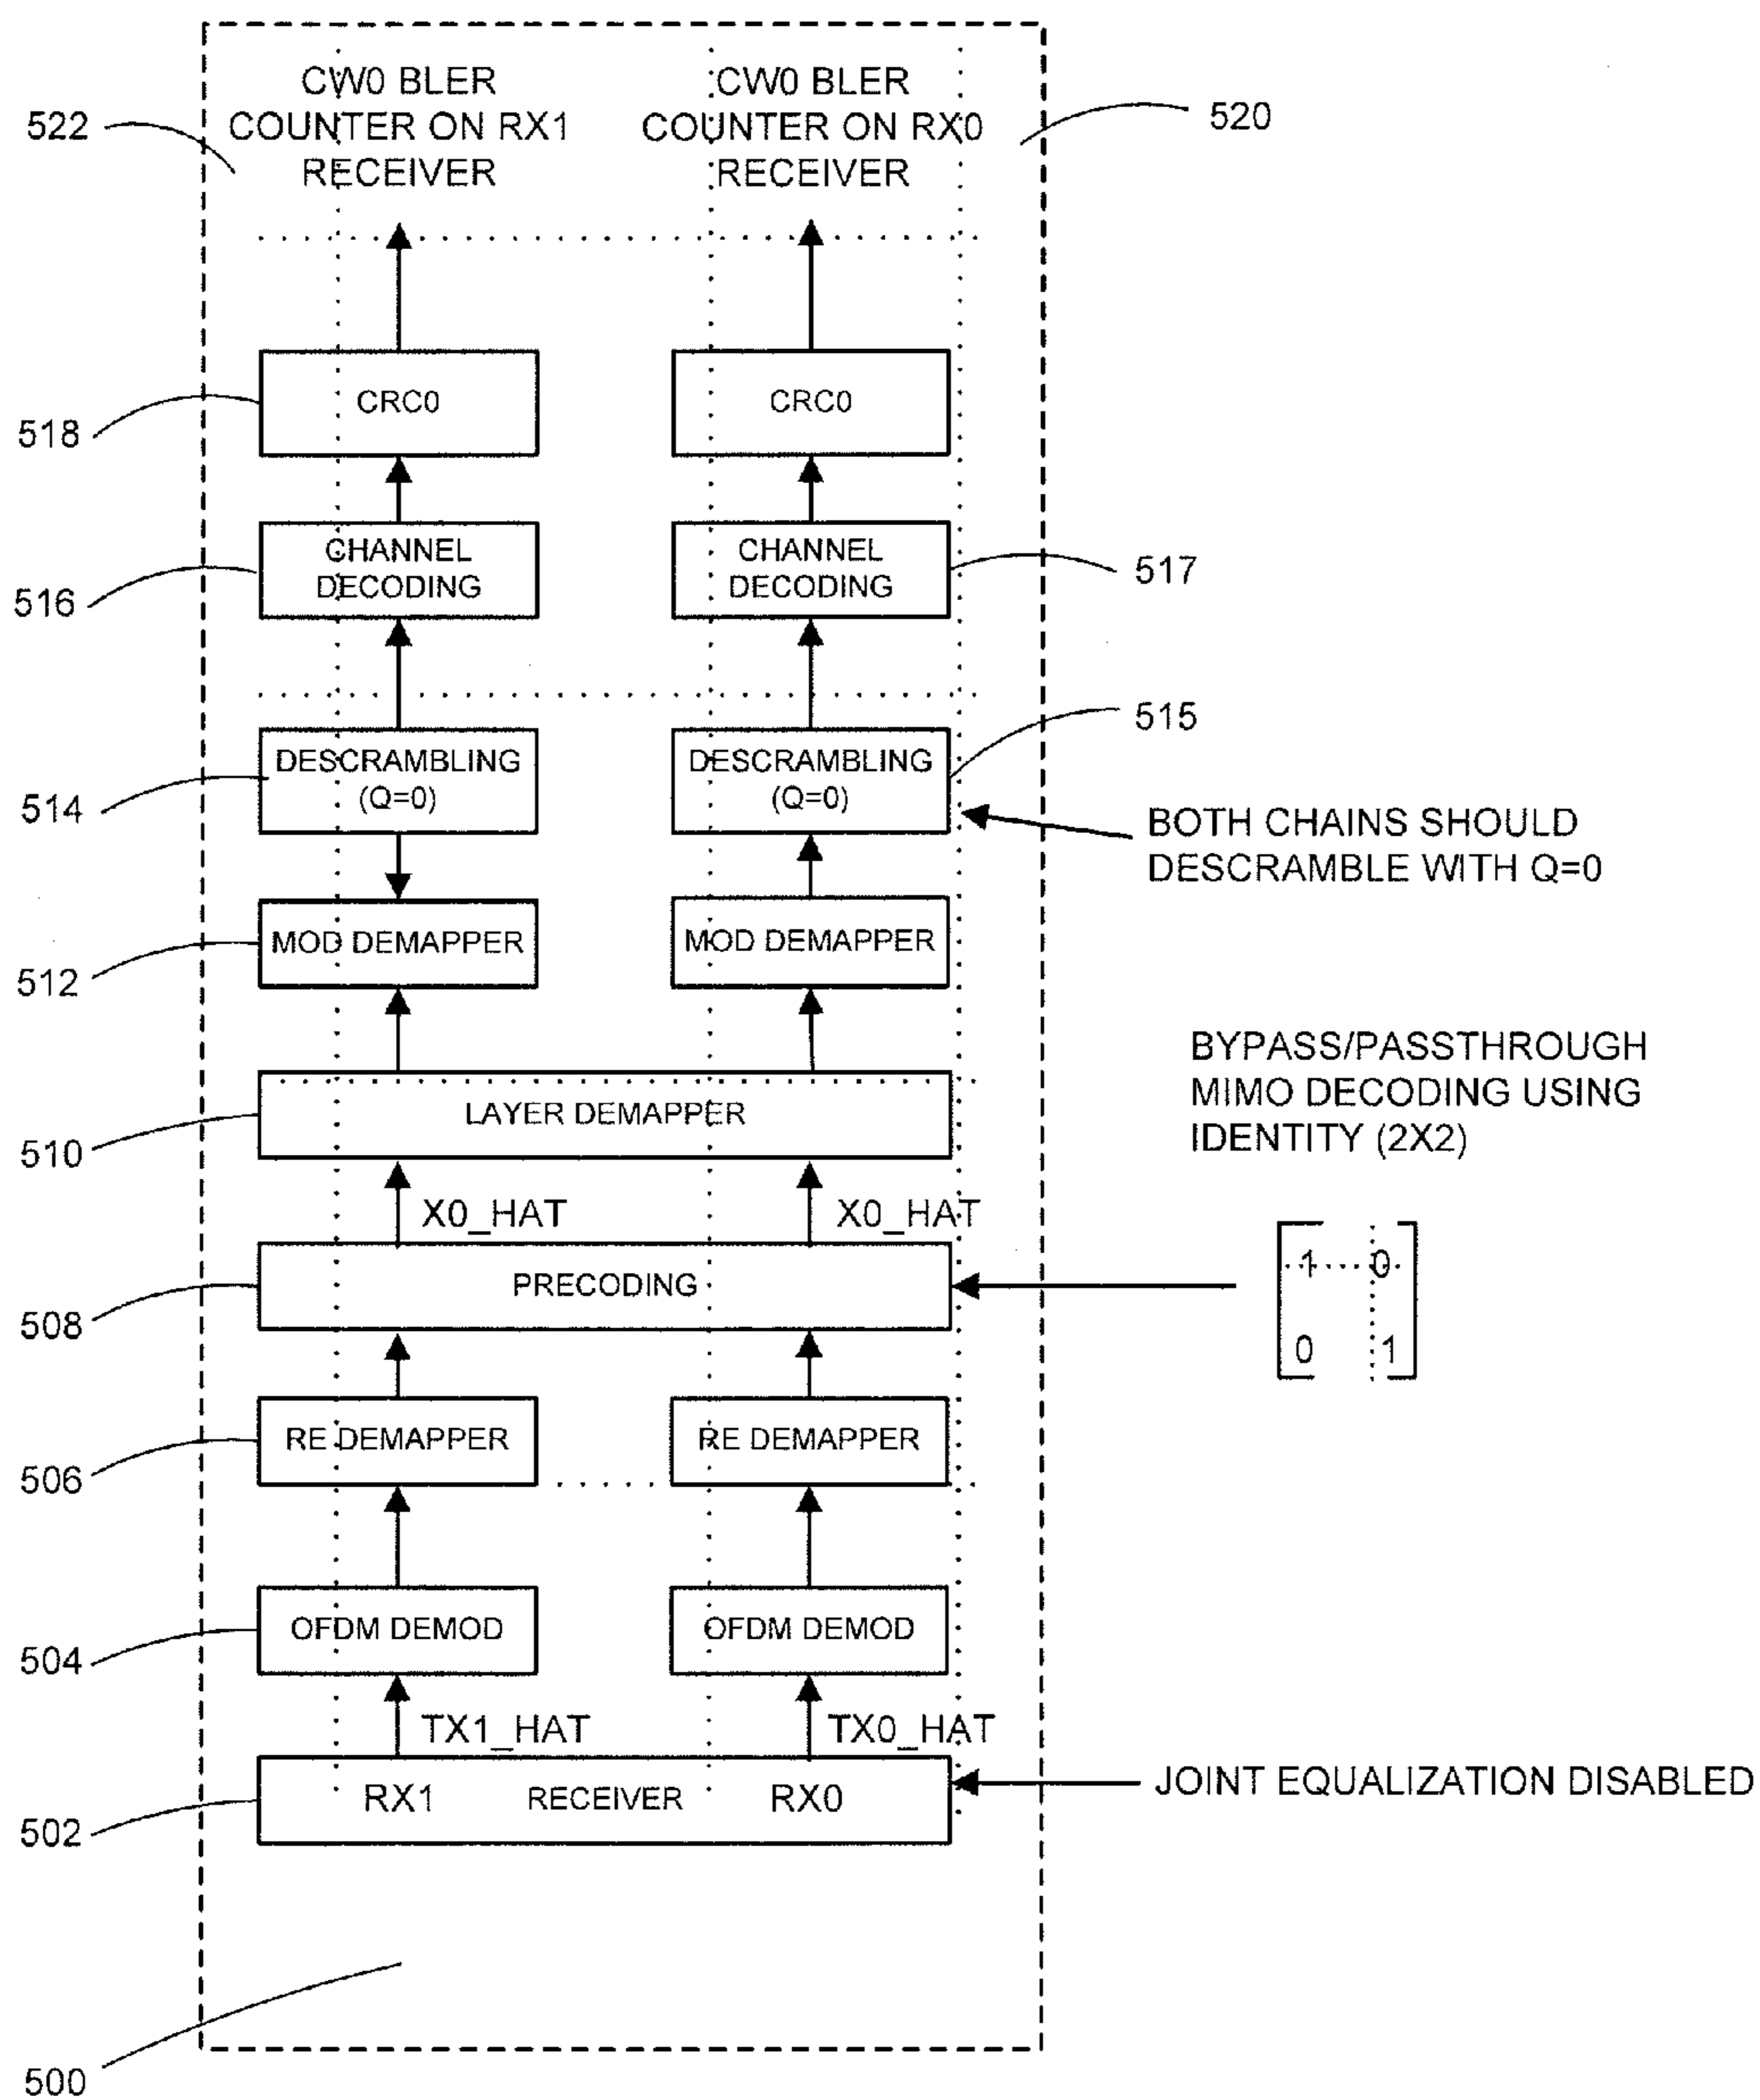 CW0 BLER
COUNTER ON RX1
RECEIVER
CW0 BLER
COUNTER ON RX0
RECEIVER
522
520
CRC0
CRC0
518
CHANNEL
DECODING
CHANNEL
DECODING
516
517
DESCRAMBLING
(Q=0)
DESCRAMBLING
(Q=0)
514
515
BOTH CHAINS SHOULD
DESCRAMBLE WITH Q=0
MOD DEMAPPER
MOD DEMAPPER
512
BYPASS/PASSTHROUGH
MIMO DECODING USING
IDENTITY (2X2)
LAYER DEMAPPER
510
X0_HAT
X0_HAT
1 0
0 1
PRECODING
508
RE DEMAPPER
RE DEMAPPER
506
OFDM DEMOD
OFDM DEMOD
504
TX1_HAT
TX0_HAT
RX1 RECEIVER RX0
JOINT EQUALIZATION DISABLED
502
500